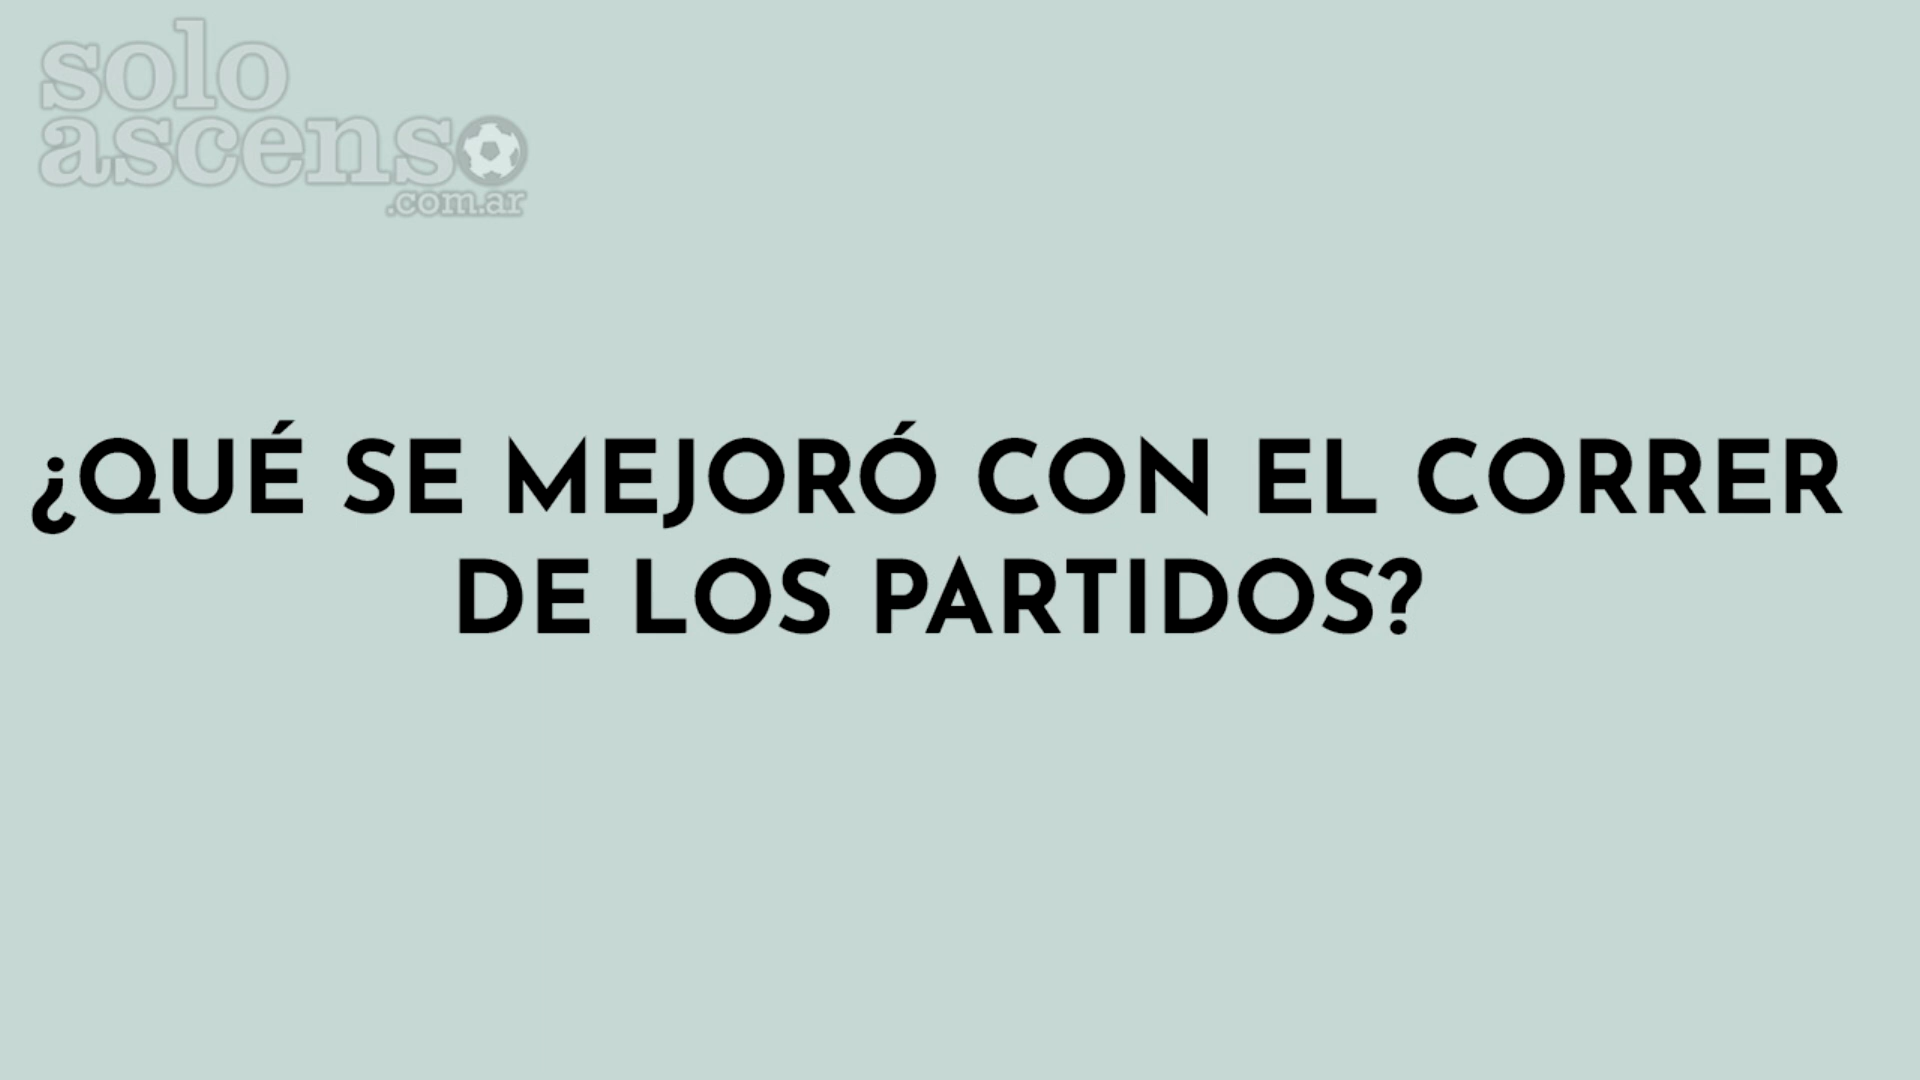 solo
ascenso
.com.ar
¿QUÉ SE MEJORÓ CON EL CORRER
DE LOS PARTIDOS?